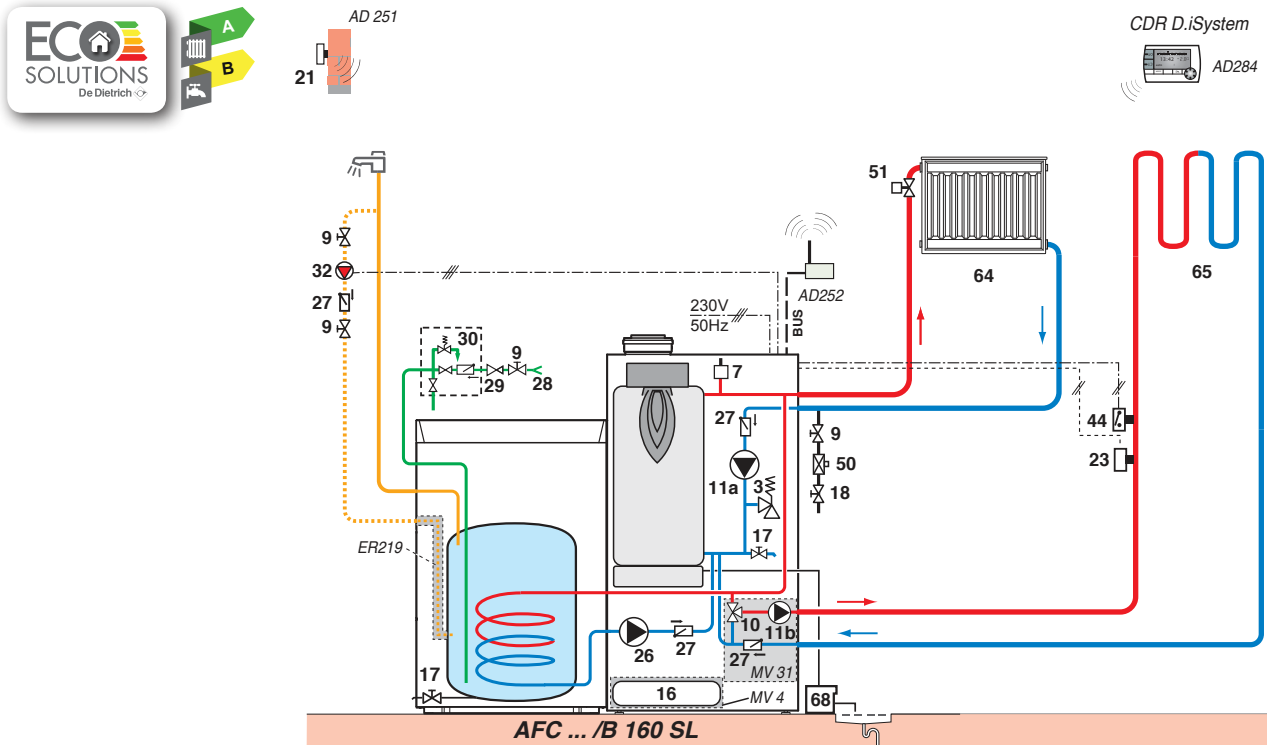 ECO
SOLUTIONS
De Dietrich
A
B
AD 251
21
CDR D.iSystem
AD284
51
9
32
27
9
64
65
AD252
230V
50Hz
BUS
30
9
29
28
7
27
9
44
50
23
11a
3
18
17
ER219
10
11b
26
27
27
MV 31
17
16
MV 4
68
AFC ... /B 160 SL